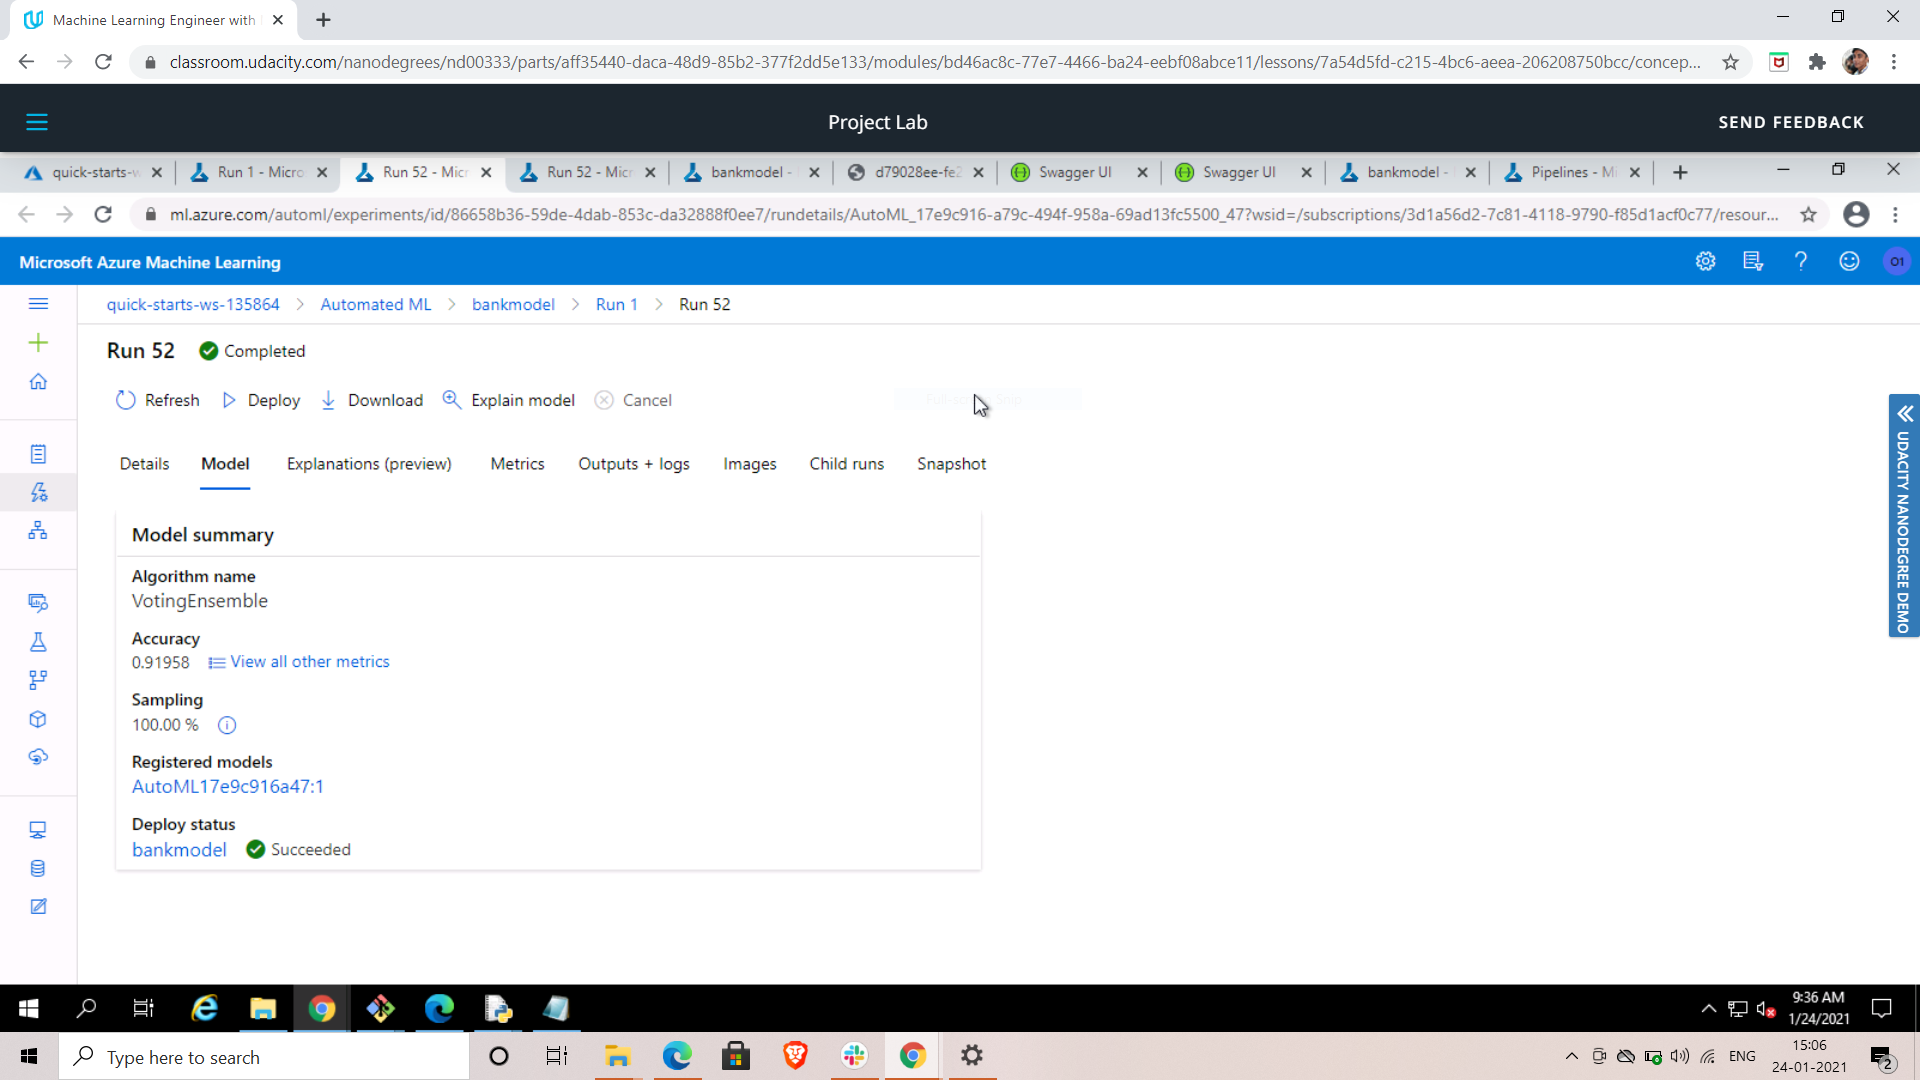 Machine Learning Engineer with
classroom.udacity.com/nanodegrees/nd00333/parts/aff35440-daca-48d9-85b2-377f2dd5e133/modules/bd46ac8c-77e7-4466-ba24-eebf08abce11/lessons/7a54d5fd-c215-4bc6-aeea-206208750bcc/concep...
Project Lab
SEND FEEDBACK
quick-starts-w
Run 1 - Micro
Run 52 - Micr
Run 52 - Micr
bankmodel -
d79028ee-fe2
Swagger UI
Swagger UI
bankmodel -
Pipelines - Mi
ml.azure.com/automl/experiments/id/86658b36-59de-4dab-853c-da32888f0ee7/rundetails/AutoML_17e9c916-a79c-494f-958a-69ad13fc5500_47?wsid=/subscriptions/3d1a56d2-7c81-4118-9790-f85d1acf0c77/resour...
Microsoft Azure Machine Learning
01
quick-starts-ws-135864 > Automated ML > bankmodel > Run 1 > Run 52
Run 52 Completed
Refresh Deploy Download Explain model Cancel
Details Model Explanations (preview) Metrics Outputs + logs Images Child runs Snapshot
Model summary
Algorithm name
VotingEnsemble
Accuracy
0.91958 View all other metrics
Sampling
100.00 %
Registered models
AutoML17e9c916a47:1
Deploy status
bankmodel Succeeded
UDACITY NANODEGREE DEMO
9:36 AM
1/24/2021
Type here to search
ENG
15:06
24-01-2021
2